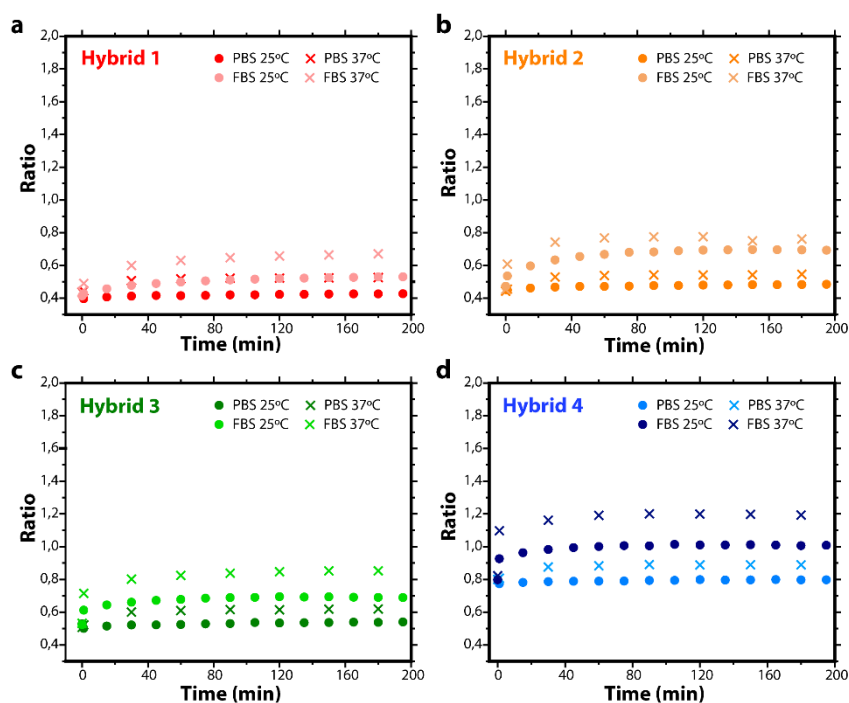 a
Hybrid 1
PBS 25ºC PBS 37ºC
FBS 25ºC FBS 37ºC
2,0
1,8
1,6
1,4
1,2
1,0
0,8
0,6
0,4
Ratio
0 40 80 120 160 200
Time (min)
b
Hybrid 2
PBS 25ºC PBS 37ºC
FBS 25ºC FBS 37ºC
2,0
1,8
1,6
1,4
1,2
1,0
0,8
0,6
0,4
Ratio
0 40 80 120 160 200
Time (min)
c
Hybrid 3
PBS 25ºC PBS 37ºC
FBS 25ºC FBS 37ºC
2,0
1,8
1,6
1,4
1,2
1,0
0,8
0,6
0,4
Ratio
0 40 80 120 160 200
Time (min)
d
Hybrid 4
PBS 25ºC PBS 37ºC
FBS 25ºC FBS 37ºC
2,0
1,8
1,6
1,4
1,2
1,0
0,8
0,6
0,4
Ratio
0 40 80 120 160 200
Time (min)